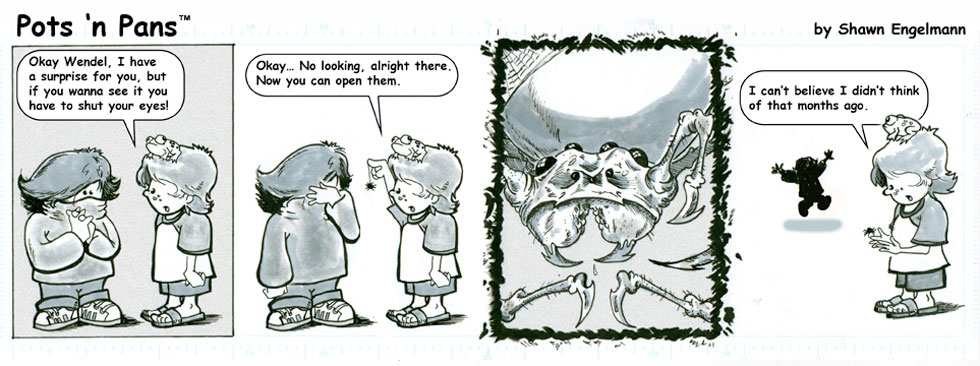 Pots 'n Pans™
by Shawn Engelmann
Okay Wendel, I have
a surprise for you, but
if you wanna see it you
have to shut your eyes!
Okay... No looking, alright there.
Now you can open them.
I can't believe I didn't think
of that months ago.